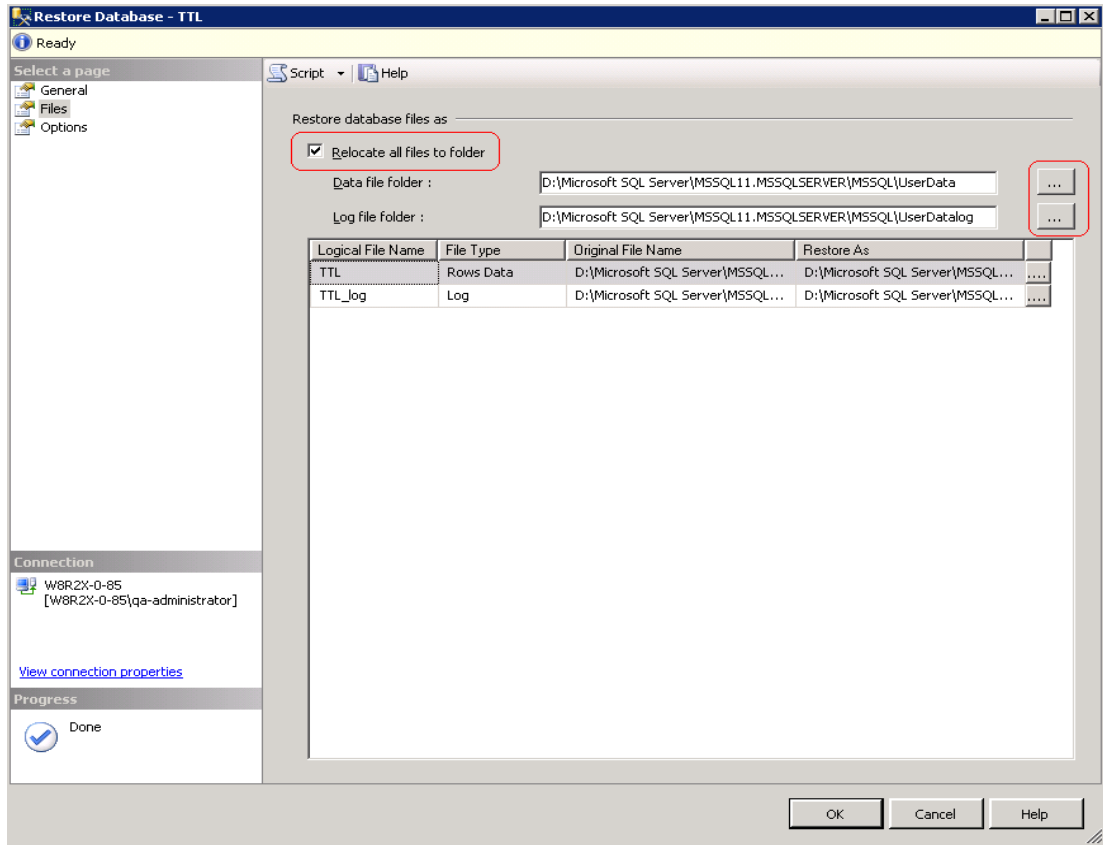 Restore Database - TTL
Ready
Select a page
General
Files
Options
Script
Help
Restore database files as
Relocate all files to folder
Data file folder :
D:\Microsoft SQL Server\MSSQL11.MSSQLSERVER\MSSQL\UserData
...
Log file folder :
D:\Microsoft SQL Server\MSSQL11.MSSQLSERVER\MSSQL\UserDatalog
...
Logical File Name File Type Original File Name Restore As
TTL Rows Data D:\Microsoft SQL Server\MSSQL... D:\Microsoft SQL Server\MSSQL... ....
TTL_log Log D:\Microsoft SQL Server\MSSQL... D:\Microsoft SQL Server\MSSQL... ....
Connection
W8R2X-0-85
[W8R2X-0-85\qa-administrator]
View connection properties
Progress
Done
OK Cancel Help